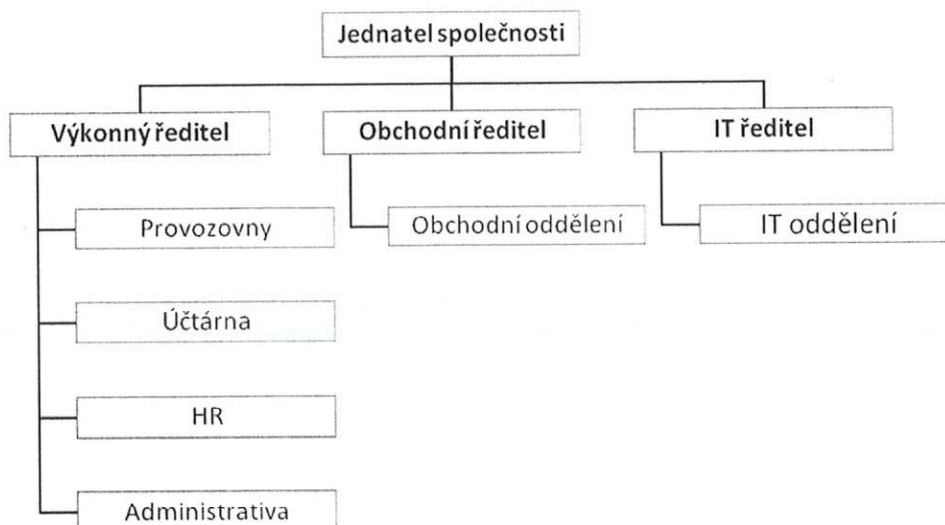 Jednatel společnosti
Výkonný ředitel
Obchodní ředitel
IT ředitel
Provozovny
Obchodní oddělení
IT oddělení
Účtárna
HR
Administrativa